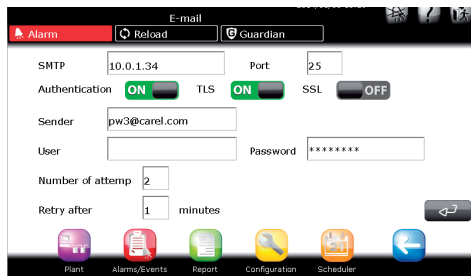 E-mail
Alarm Reload Guardian
SMTP 10.0.1.34 Port 25
Authentication ON TLS ON SSL OFF
Sender pw3@carel.com
User Password ********
Number of attemp 2
Retry after 1 minutes
Plant Alarms/Events Report Configuration Scheduler